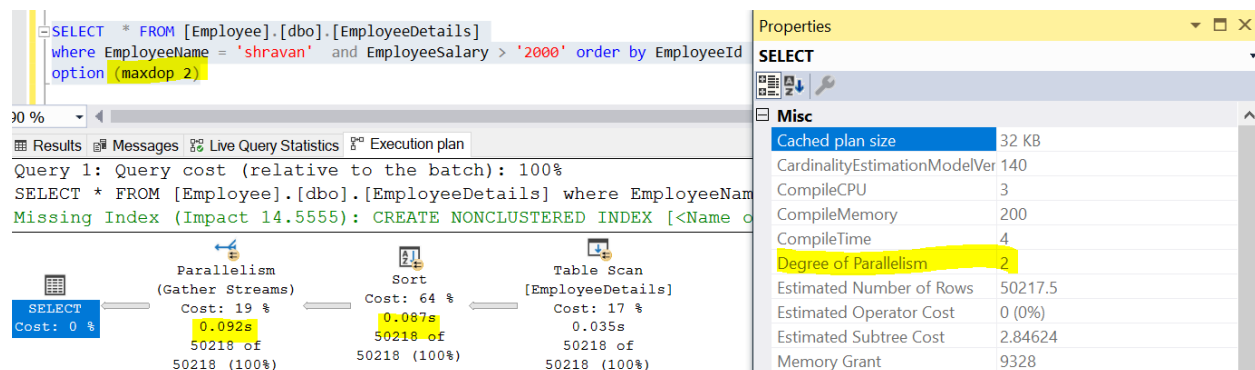 SELECT * FROM [Employee].[dbo].[EmployeeDetails]
where EmployeeName = 'shravan' and EmployeeSalary > '2000' order by EmployeeId
option (maxdop 2)
90 %
Results Messages Live Query Statistics Execution plan
Query 1: Query cost (relative to the batch): 100%
SELECT * FROM [Employee].[dbo].[EmployeeDetails] where EmployeeNam
Missing Index (Impact 14.5555): CREATE NONCLUSTERED INDEX [<Name o
SELECT
Cost: 0 %
Parallelism
(Gather Streams)
Cost: 19 %
0.092s
50218 of
50218 (100%)
Sort
Cost: 64 %
0.087s
50218 of
50218 (100%)
Table Scan
[EmployeeDetails]
Cost: 17 %
0.035s
50218 of
50218 (100%)
Properties
SELECT
Misc
Cached plan size 32 KB
CardinalityEstimationModelVer 140
CompileCPU 3
CompileMemory 200
CompileTime 4
Degree of Parallelism 2
Estimated Number of Rows 50217.5
Estimated Operator Cost 0 (0%)
Estimated Subtree Cost 2.84624
Memory Grant 9328